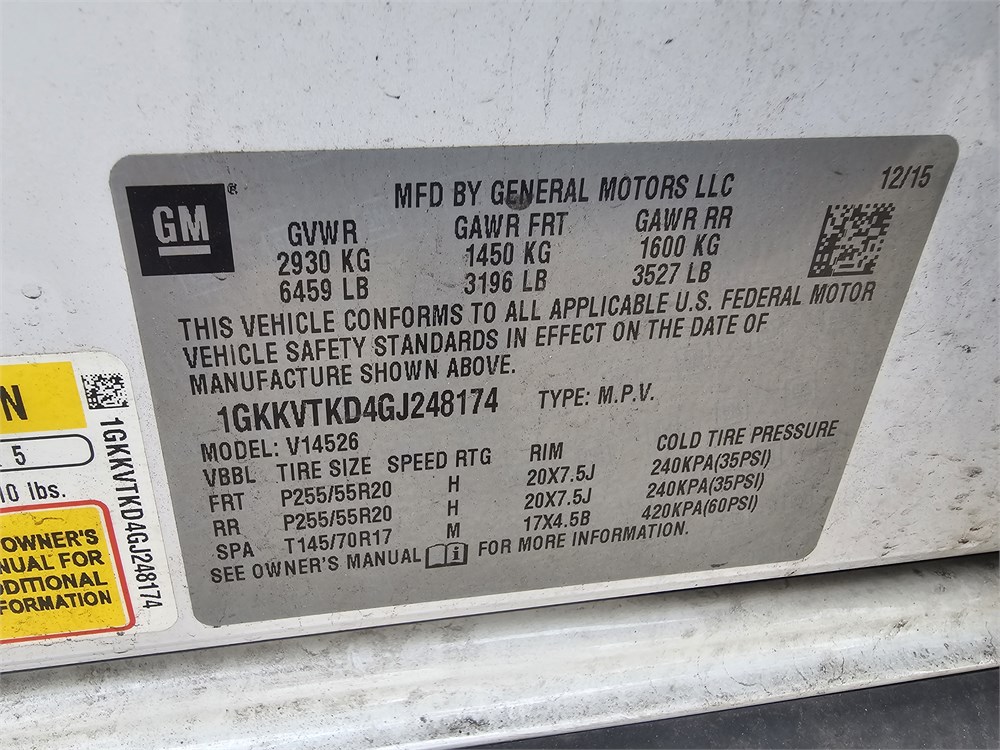 GM ®
MFD BY GENERAL MOTORS LLC
12/15
GVWR GAWR FRT GAWR RR
2930 KG 1450 KG 1600 KG
6459 LB 3196 LB 3527 LB
THIS VEHICLE CONFORMS TO ALL APPLICABLE U.S. FEDERAL MOTOR
VEHICLE SAFETY STANDARDS IN EFFECT ON THE DATE OF
MANUFACTURE SHOWN ABOVE.
1GKKVTKD4GJ248174 TYPE: M.P.V.
MODEL: V14526
VBBL TIRE SIZE SPEED RTG RIM COLD TIRE PRESSURE
FRT P255/55R20 H 20X7.5J 240KPA(35PSI)
RR P255/55R20 H 20X7.5J 240KPA(35PSI)
SPA T145/70R17 M 17X4.5B 420KPA(60PSI)
SEE OWNER'S MANUAL FOR MORE INFORMATION.
N
5
10 lbs.
OWNER'S
NUAL FOR
DDITIONAL
FORMATION
1GKKVTKD4GJ248174